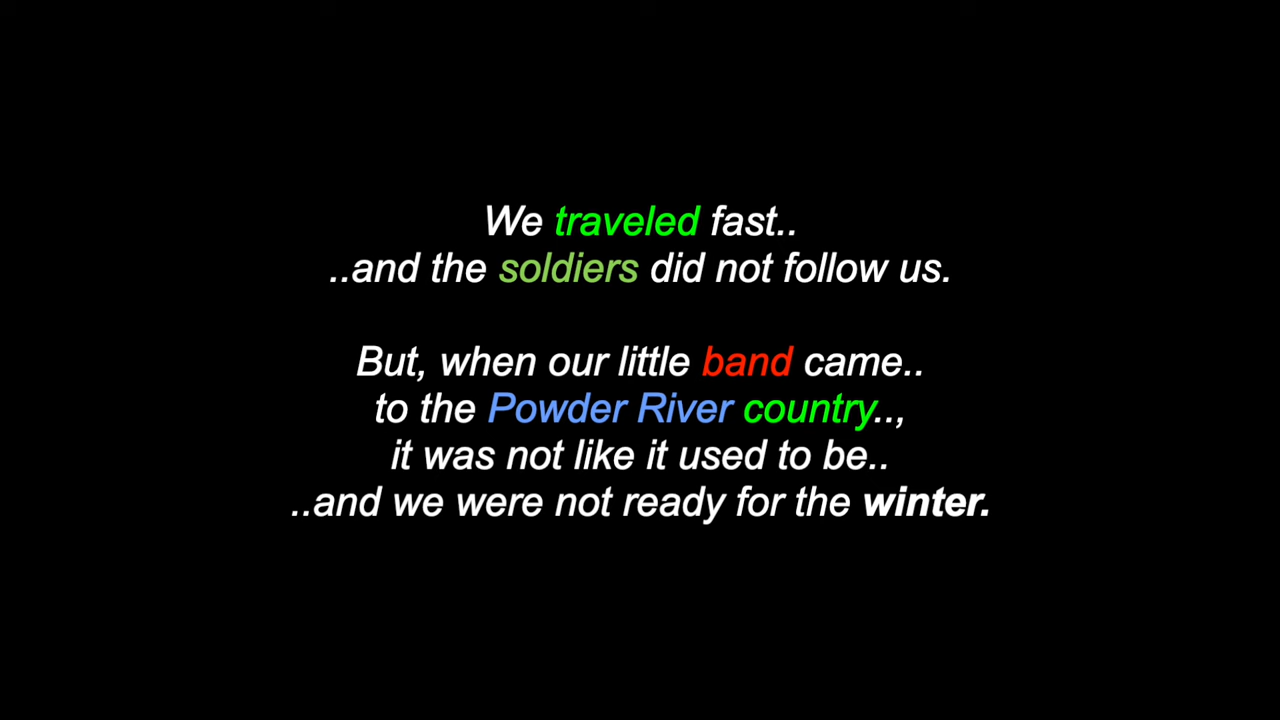 We traveled fast..
..and the soldiers did not follow us.
But, when our little band came..
to the Powder River country..,
it was not like it used to be..
..and we were not ready for the winter.